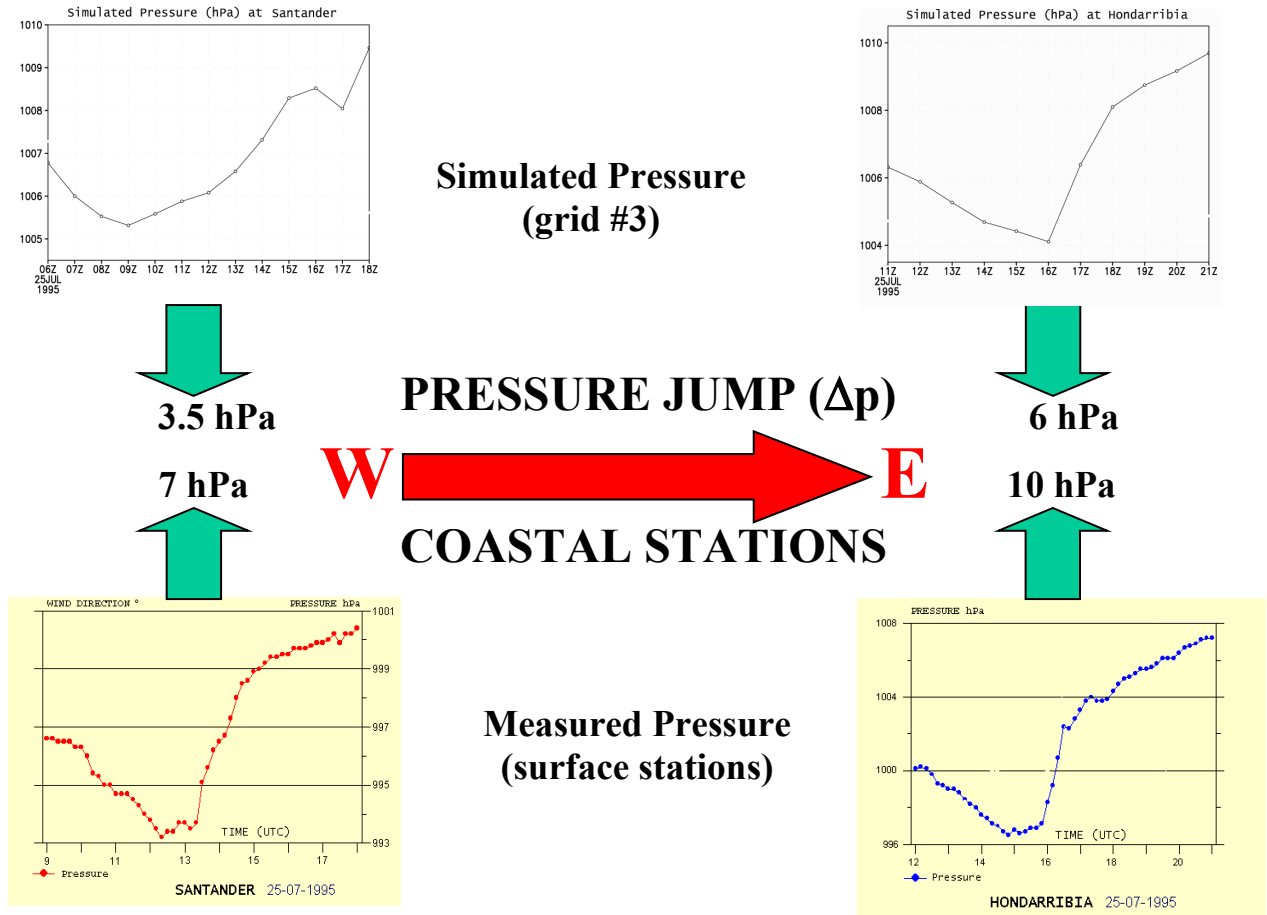 Simulated Pressure (hPa) at Santander
1010
1009
1008
1007
1006
1005
06Z 07Z 08Z 09Z 10Z 11Z 12Z 13Z 14Z 15Z 16Z 17Z 18Z
25JUL
1995
Simulated Pressure
(grid #3)
Simulated Pressure (hPa) at Hondarribia
1010
1008
1006
1004
11Z 12Z 13Z 14Z 15Z 16Z 17Z 18Z 19Z 20Z 21Z
25JUL
1995
3.5 hPa
PRESSURE JUMP (Δp)
6 hPa
7 hPa
W
E
10 hPa
COASTAL STATIONS
WIND DIRECTION °
PRESSURE hPa
1001
999
997
995
993
TIME (UTC)
9 11 13 15 17
Pressure
SANTANDER 25-07-1995
Measured Pressure
(surface stations)
PRESSURE hPa
1008
1004
1000
996
TIME (UTC)
12 14 16 18 20
Pressure
HONDARRIBIA 25-07-1995